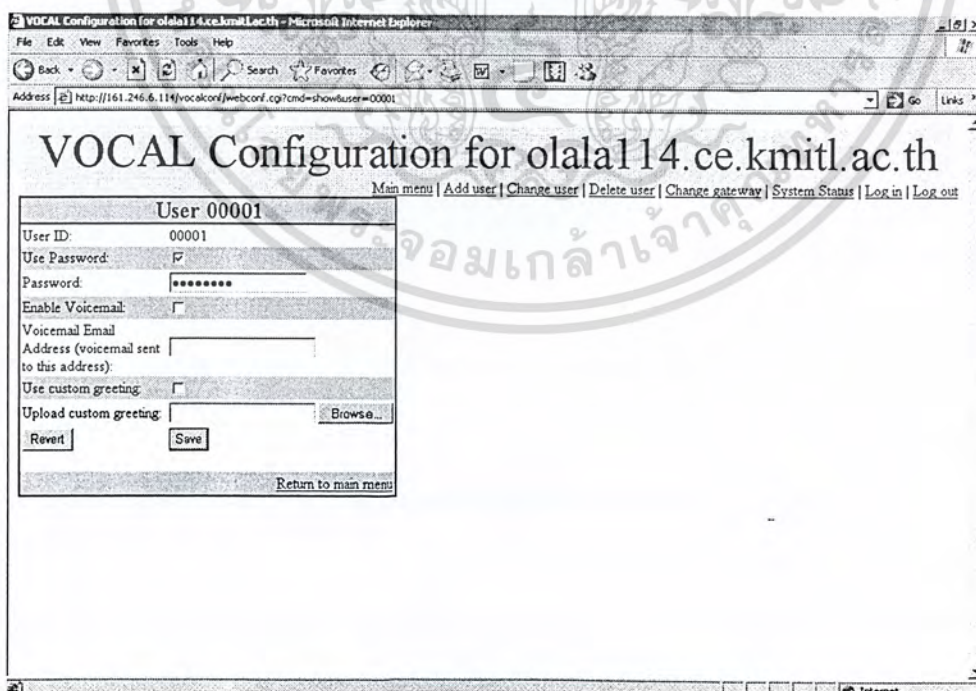 VOCAL Configuration for olala114.ce.kmitl.ac.th - Microsoft Internet Explorer
File Edit View Favorites Tools Help
Back Search Favorites
Address http://161.246.6.114/vocalconf/webconf.cgi?cmd=show&user=00001 Go Links »
VOCAL Configuration for olala114.ce.kmitl.ac.th
Main menu | Add user | Change user | Delete user | Change gateway | System Status | Log in | Log out
User 00001
User ID: 00001
Use Password:
Password: ••••••••
Enable Voicemail:
Voicemail Email
Address (voicemail sent
to this address):
Use custom greeting:
Upload custom greeting: Browse...
Revert Save
Return to main menu
Internet